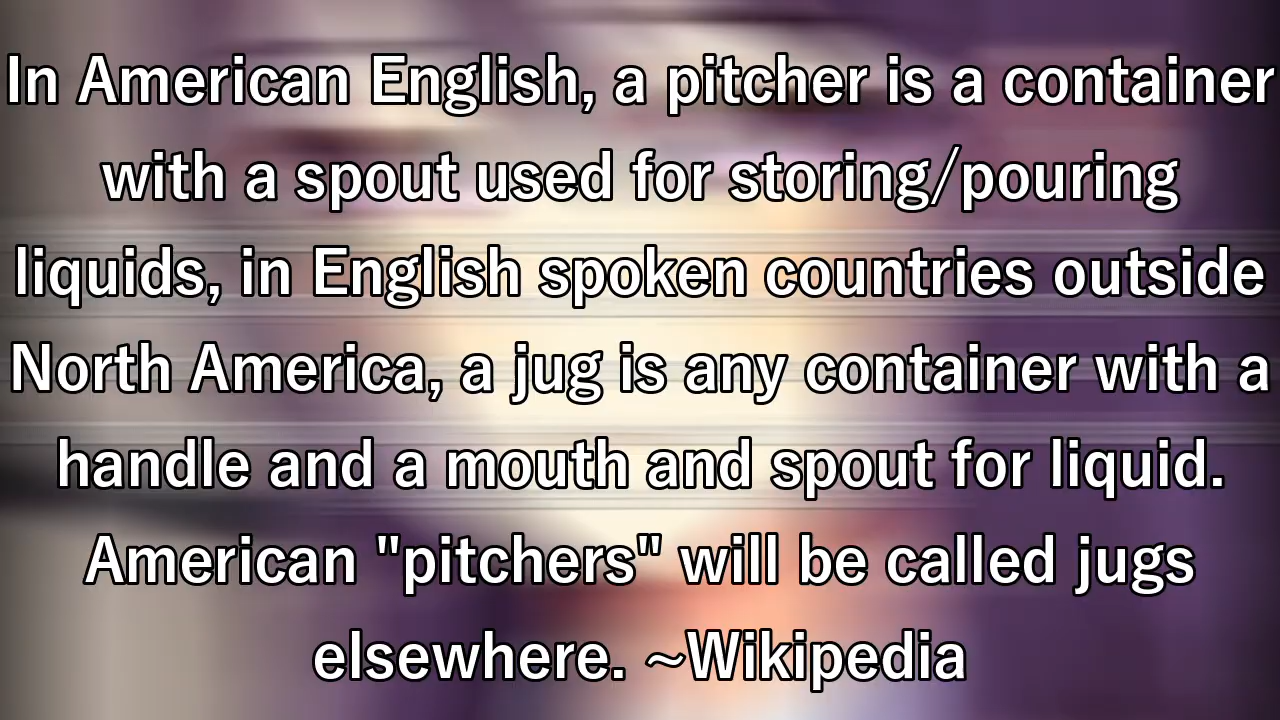 In American English, a pitcher is a container
with a spout used for storing/pouring
liquids, in English spoken countries outside
North America, a jug is any container with a
handle and a mouth and spout for liquid.
American "pitchers" will be called jugs
elsewhere. ~Wikipedia